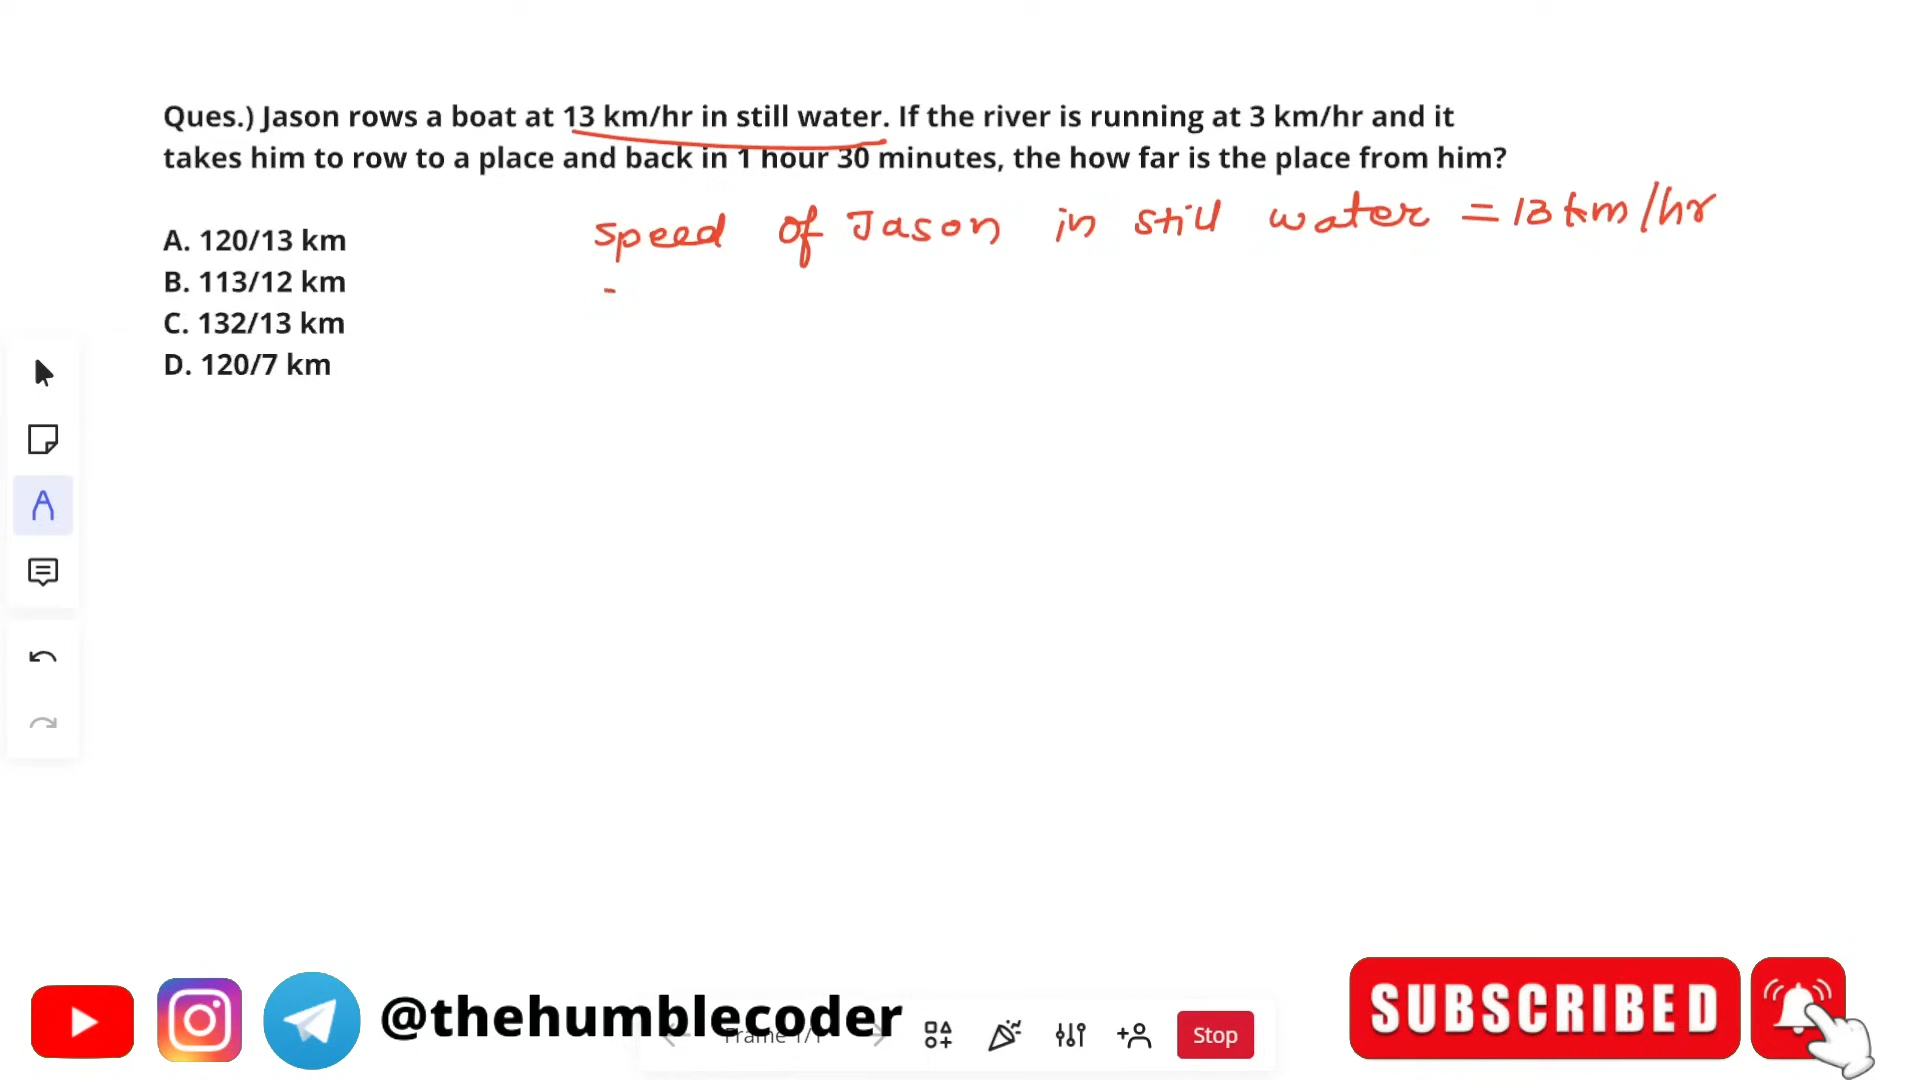 Ques.) Jason rows a boat at 13 km/hr in still water. If the river is running at 3 km/hr and it
takes him to row to a place and back in 1 hour 30 minutes, the how far is the place from him?
speed of Jason in still water = 13 km/hr
A. 120/13 km
B. 113/12 km
C. 132/13 km
D. 120/7 km
@thehumblecoder
Frame 1/1
Stop
SUBSCRIBED